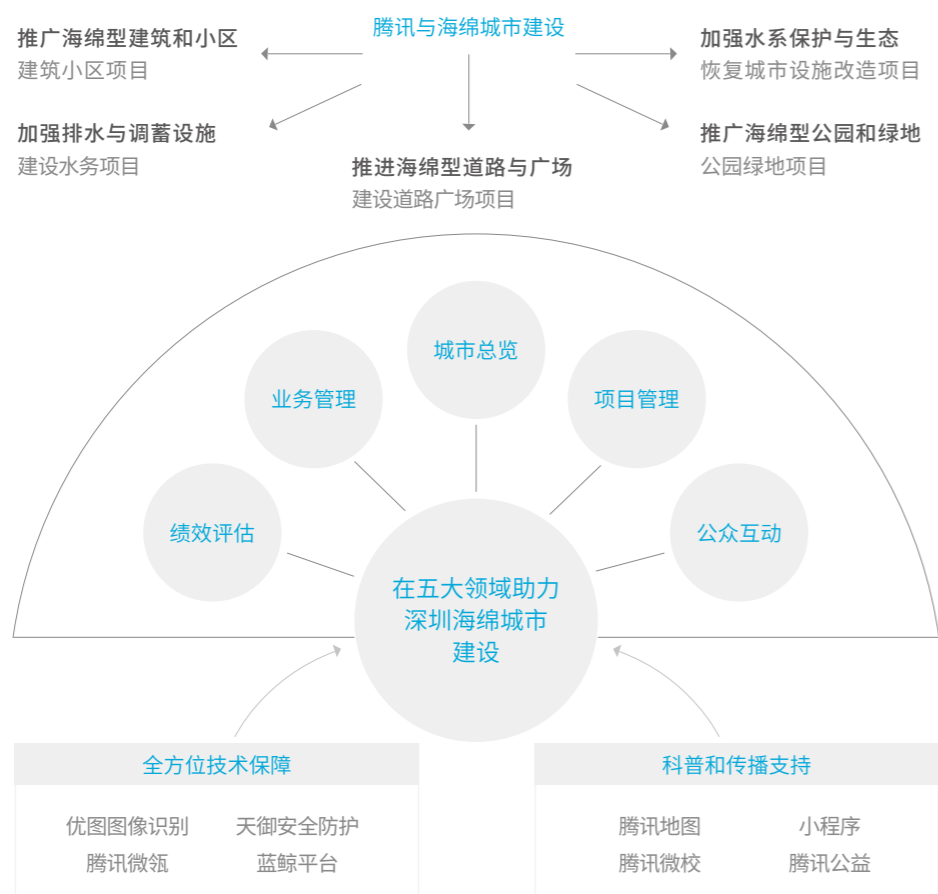 腾讯与海绵城市建设
推广海绵型建筑和小区
建筑小区项目
加强水系保护与生态
恢复城市设施改造项目
加强排水与调蓄设施
建设水务项目
推进海绵型道路与广场
建设道路广场项目
推广海绵型公园和绿地
公园绿地项目
城市总览
业务管理
项目管理
绩效评估
公众互动
在五大领域助力
深圳海绵城市
建设
全方位技术保障
优图图像识别
天御安全防护
腾讯微瓴
蓝鲸平台
科普和传播支持
腾讯地图
小程序
腾讯微校
腾讯公益